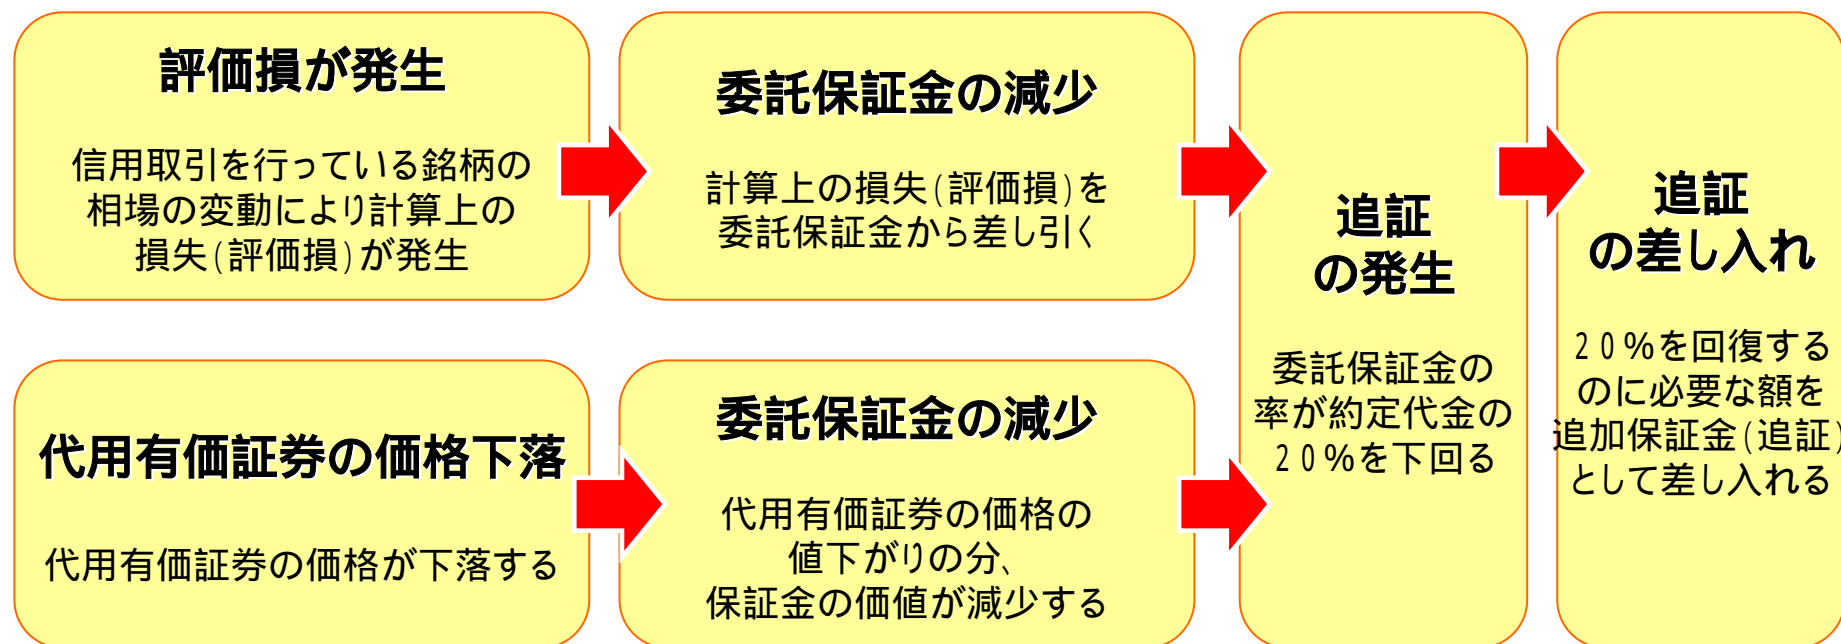 評価損が発生
信用取引を行っている銘柄の
相場の変動により計算上の
損失(評価損)が発生
委託保証金の減少
計算上の損失(評価損)を
委託保証金から差し引く
代用有価証券の価格下落
代用有価証券の価格が下落する
委託保証金の減少
代用有価証券の価格の
値下がりの分、
保証金の価値が減少する
追証
の発生
委託保証金の
率が約定代金の
20%を下回る
追証
の差し入れ
20%を回復する
のに必要な額を
追加保証金(追証)
として差し入れる